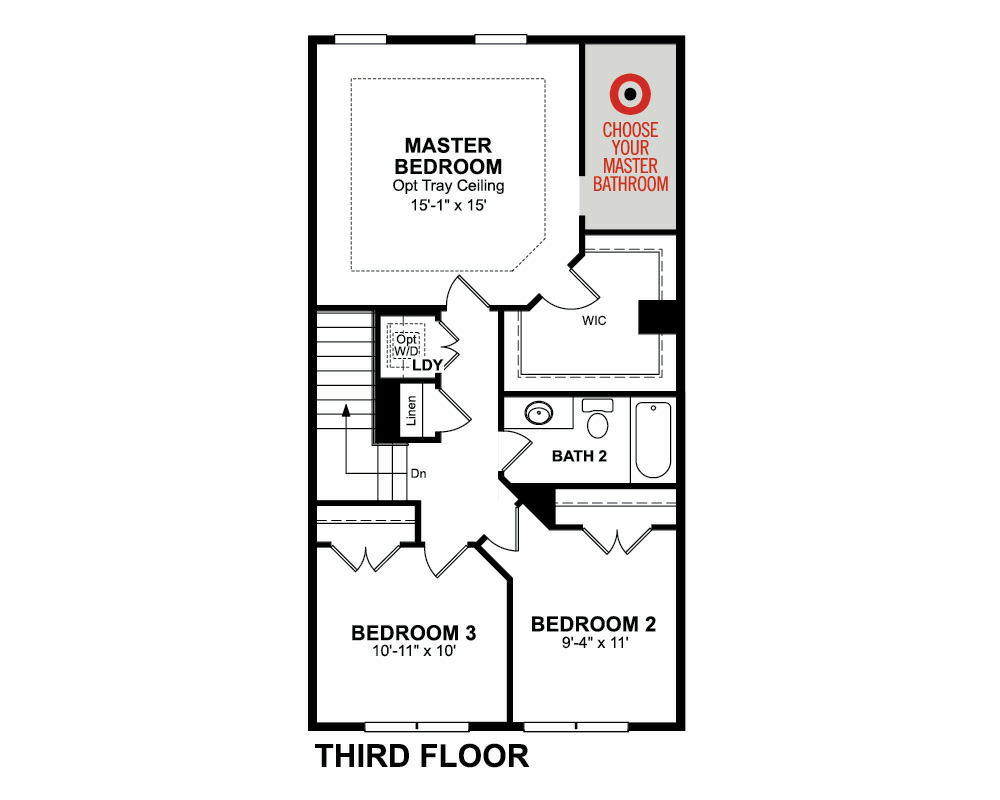 MASTER
BEDROOM
Opt Tray Ceiling
15'-1" x 15'
CHOOSE
YOUR
MASTER
BATHROOM
WIC
Opt
W/D
LDY
Linen
BATH 2
Dn
BEDROOM 3
10'-11" x 10'
BEDROOM 2
9'-4" x 11'
THIRD FLOOR